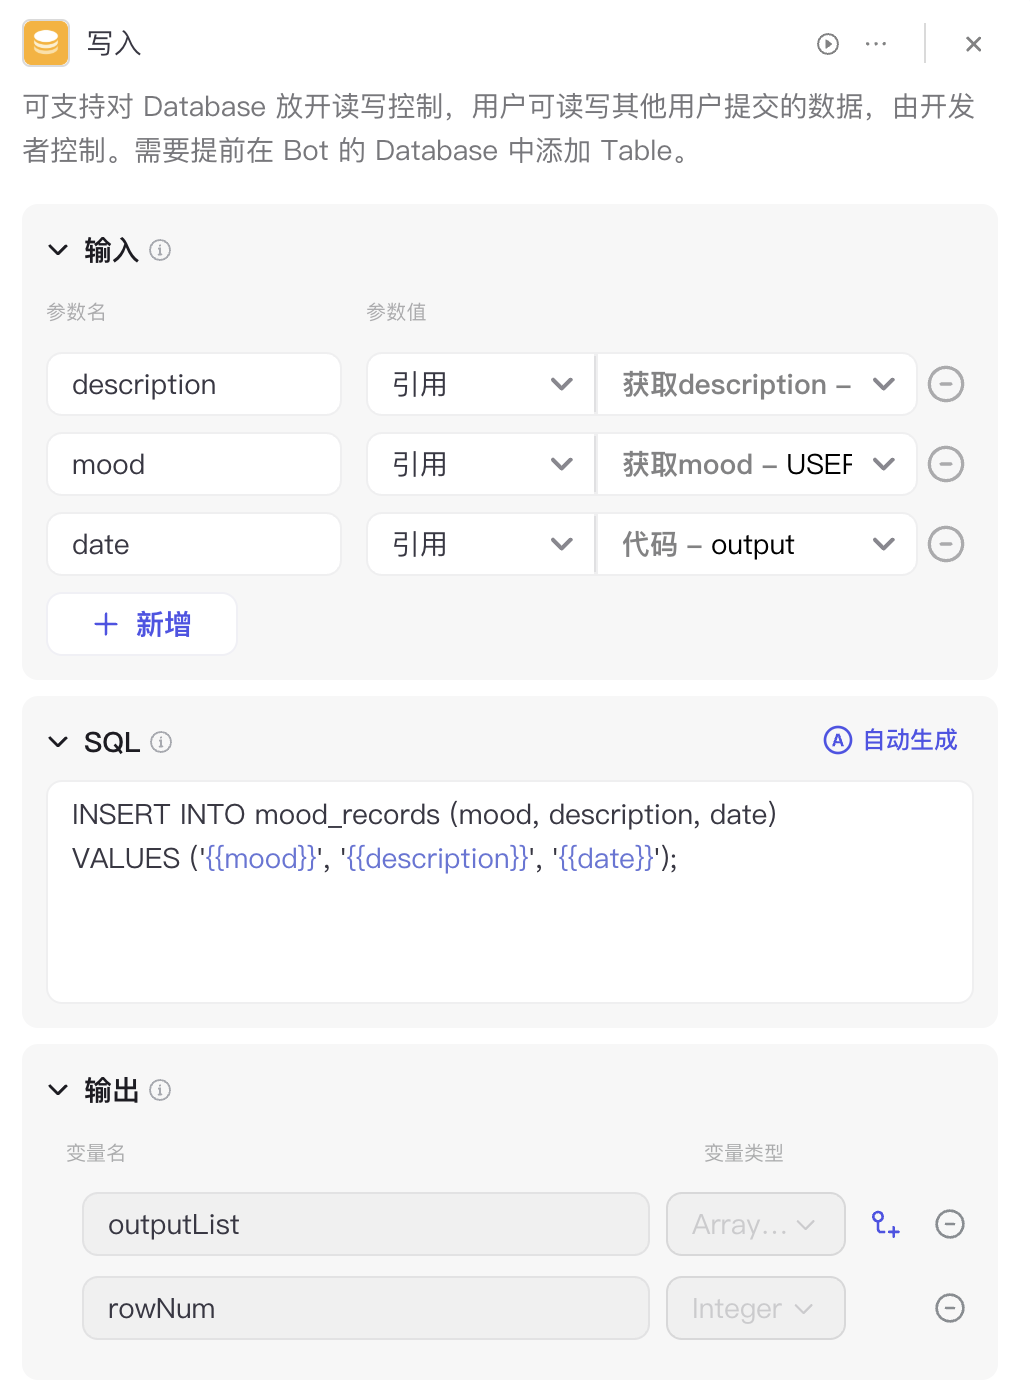 写入
可支持对 Database 放开读写控制，用户可读写其他用户提交的数据，由开发
者控制。需要提前在 Bot 的 Database 中添加 Table。
输入
参数名 参数值
description 引用 获取description –
mood 引用 获取mood – USER
date 引用 代码 – output
+ 新增
SQL 自动生成
INSERT INTO mood_records (mood, description, date)
VALUES ('{{mood}}', '{{description}}', '{{date}}');
输出
变量名 变量类型
outputList Array...
rowNum Integer